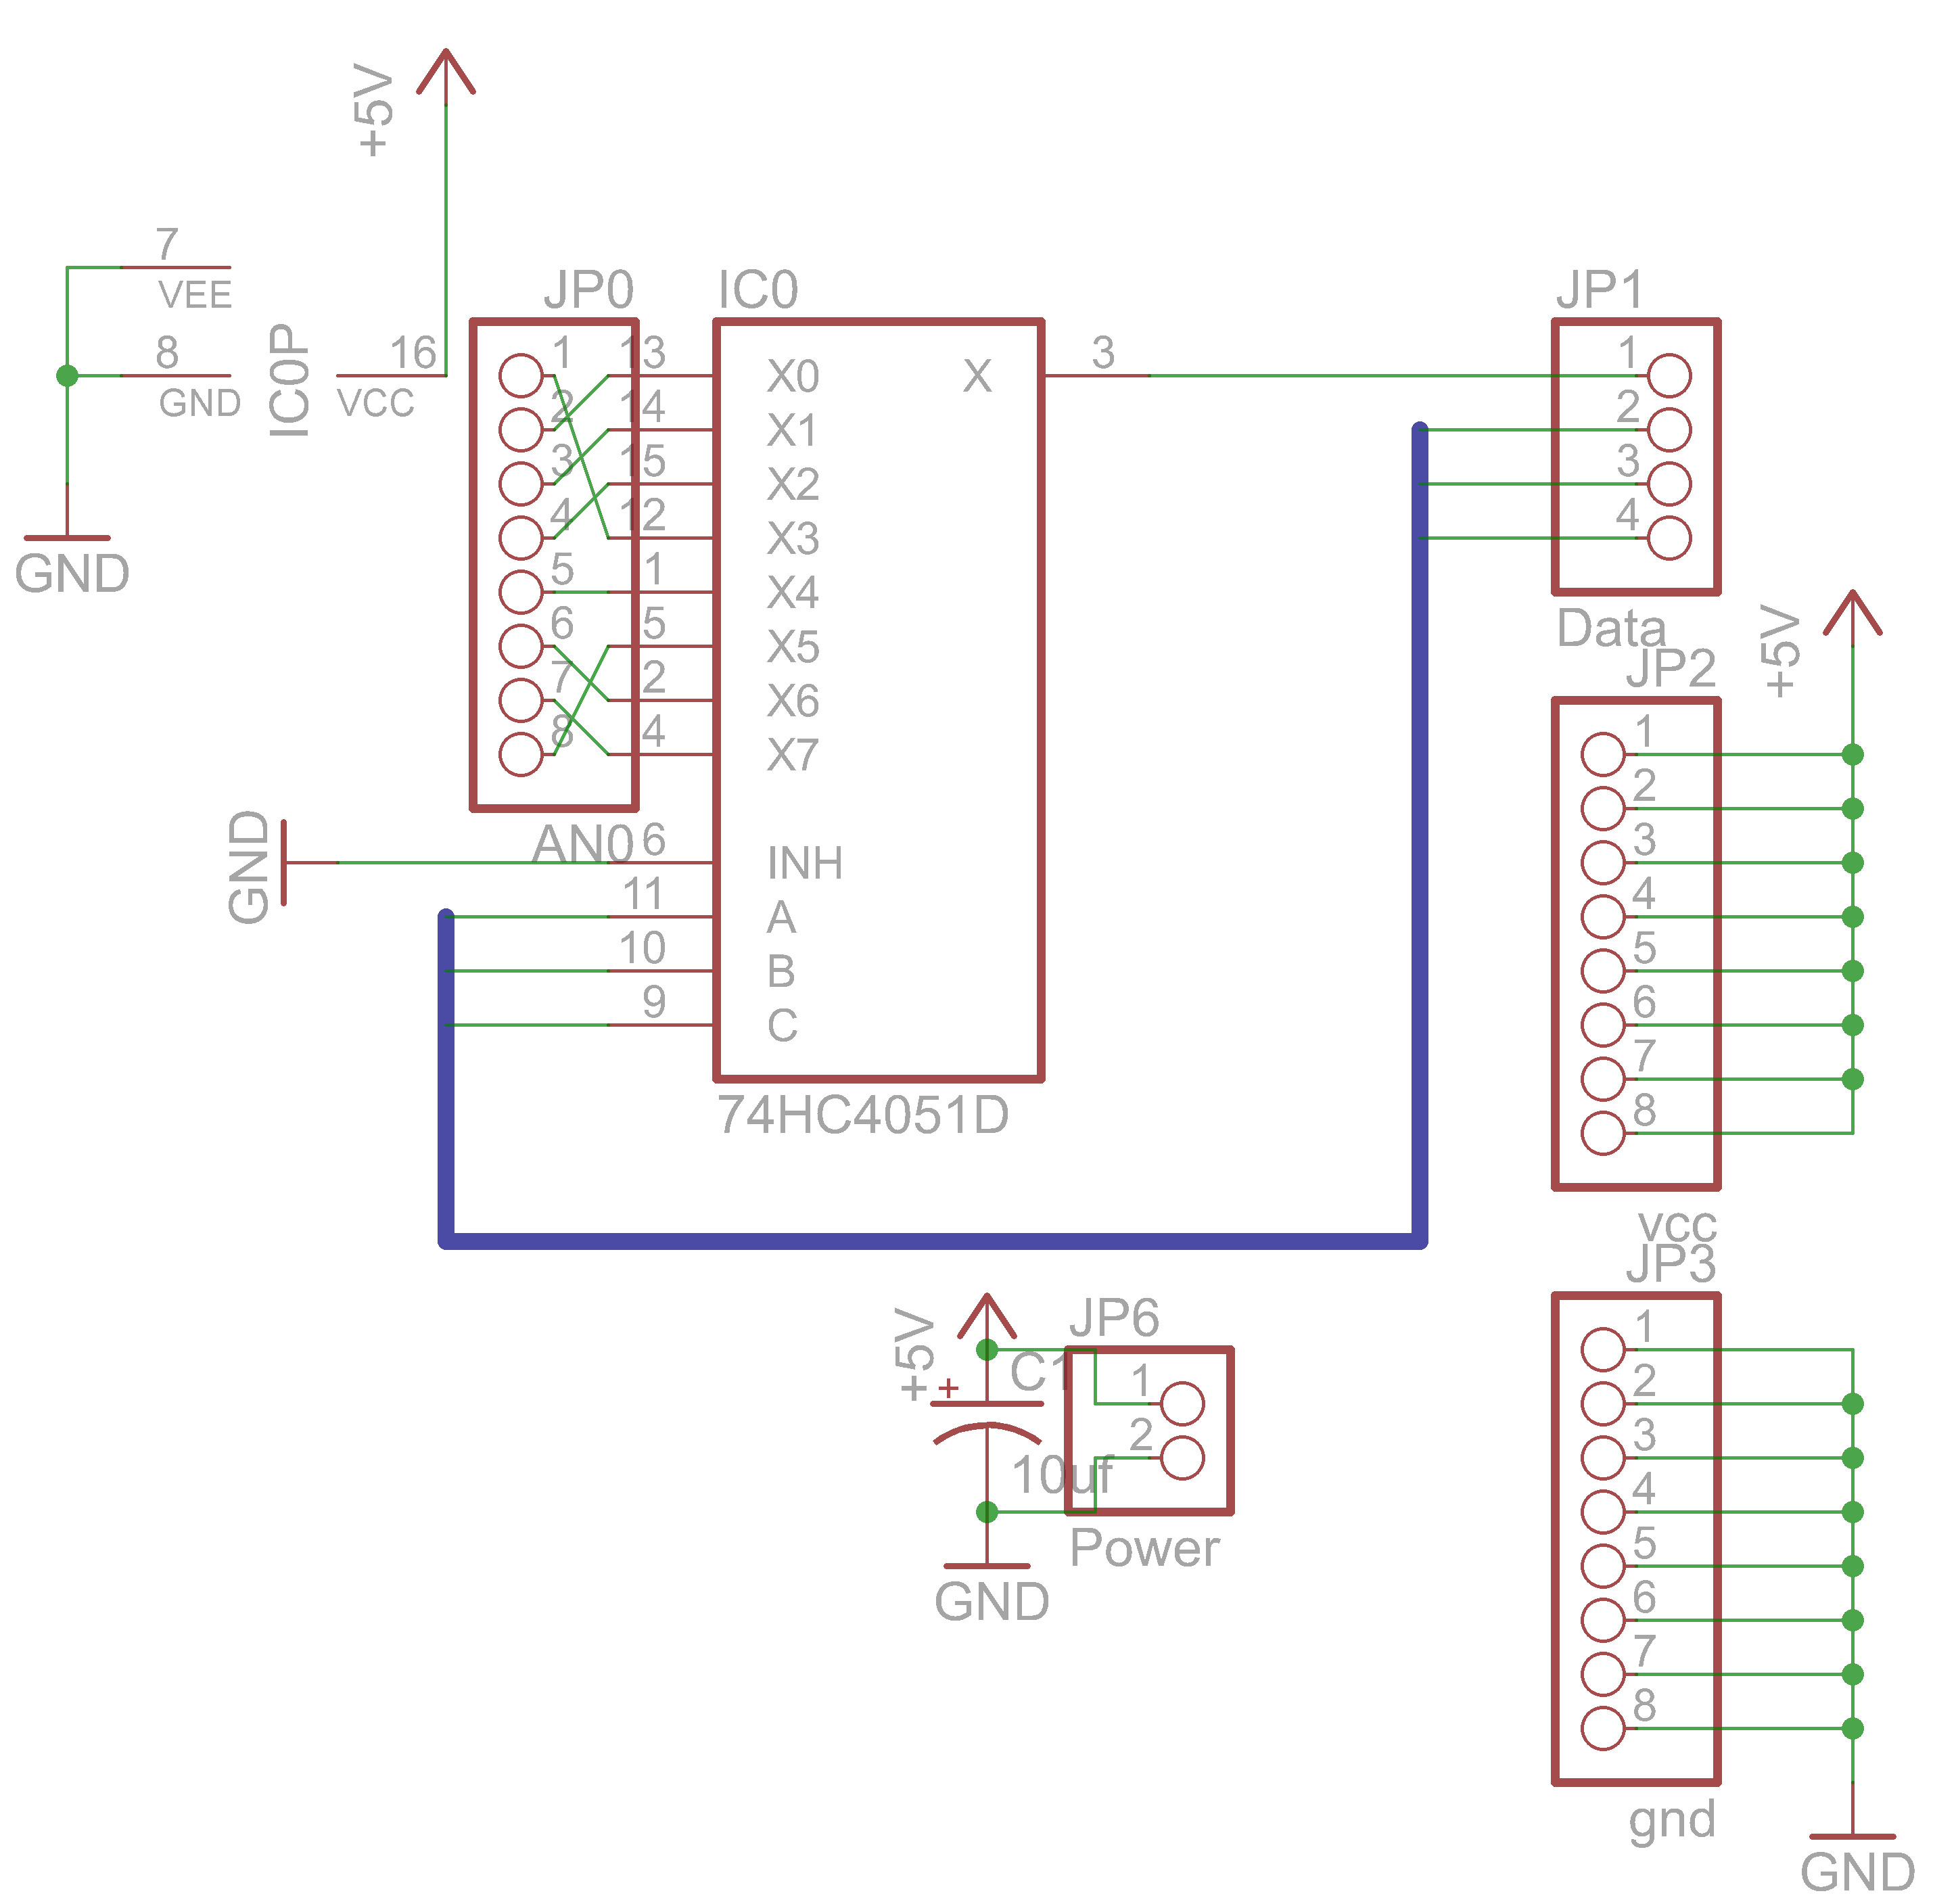 +5V
7
VEE
8
GND
IC0P
16
VCC
GND
JP0
1
2
3
4
5
6
7
8
AN0
IC0
13
14
15
12
1
5
2
4
6
11
10
9
X0
X1
X2
X3
X4
X5
X6
X7
INH
A
B
C
X
3
74HC4051D
GND
JP1
1
2
3
4
Data
JP2
+5V
1
2
3
4
5
6
7
8
vcc
JP3
1
2
3
4
5
6
7
8
gnd
GND
+5V
+
C1
10uf
GND
JP6
1
2
Power